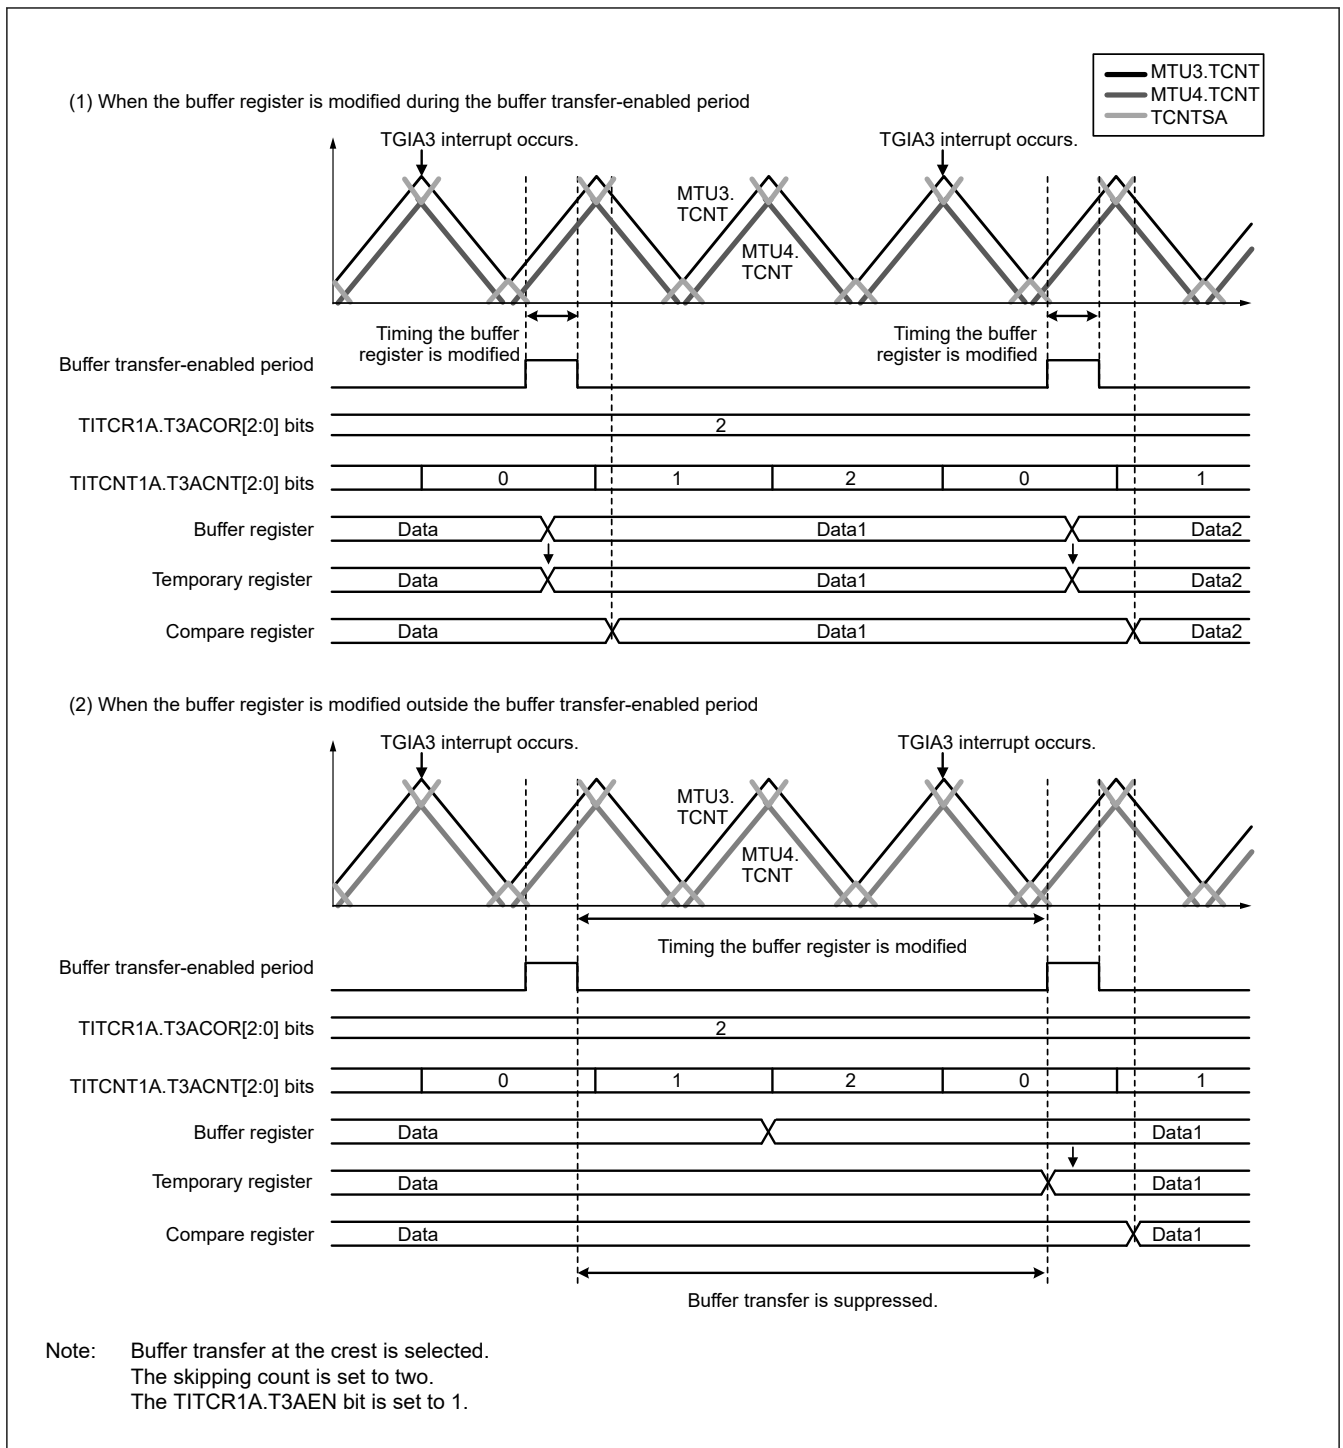 MTU3.TCNT
MTU4.TCNT
TCNTSA
(1) When the buffer register is modified during the buffer transfer-enabled period
TGIA3 interrupt occurs.
TGIA3 interrupt occurs.
MTU3.
TCNT
MTU4.
TCNT
Timing the buffer
register is modified
Timing the buffer
register is modified
Buffer transfer-enabled period
TITCR1A.T3ACOR[2:0] bits
2
TITCNT1A.T3ACNT[2:0] bits
0
1
2
0
1
Buffer register
Data
Data1
Data2
Temporary register
Data
Data1
Data2
Compare register
Data
Data1
Data2
(2) When the buffer register is modified outside the buffer transfer-enabled period
TGIA3 interrupt occurs.
TGIA3 interrupt occurs.
MTU3.
TCNT
MTU4.
TCNT
Timing the buffer register is modified
Buffer transfer-enabled period
TITCR1A.T3ACOR[2:0] bits
2
TITCNT1A.T3ACNT[2:0] bits
0
1
2
0
1
Buffer register
Data
Data1
Temporary register
Data
Data1
Compare register
Data
Data1
Buffer transfer is suppressed.
Note: Buffer transfer at the crest is selected.
The skipping count is set to two.
The TITCR1A.T3AEN bit is set to 1.